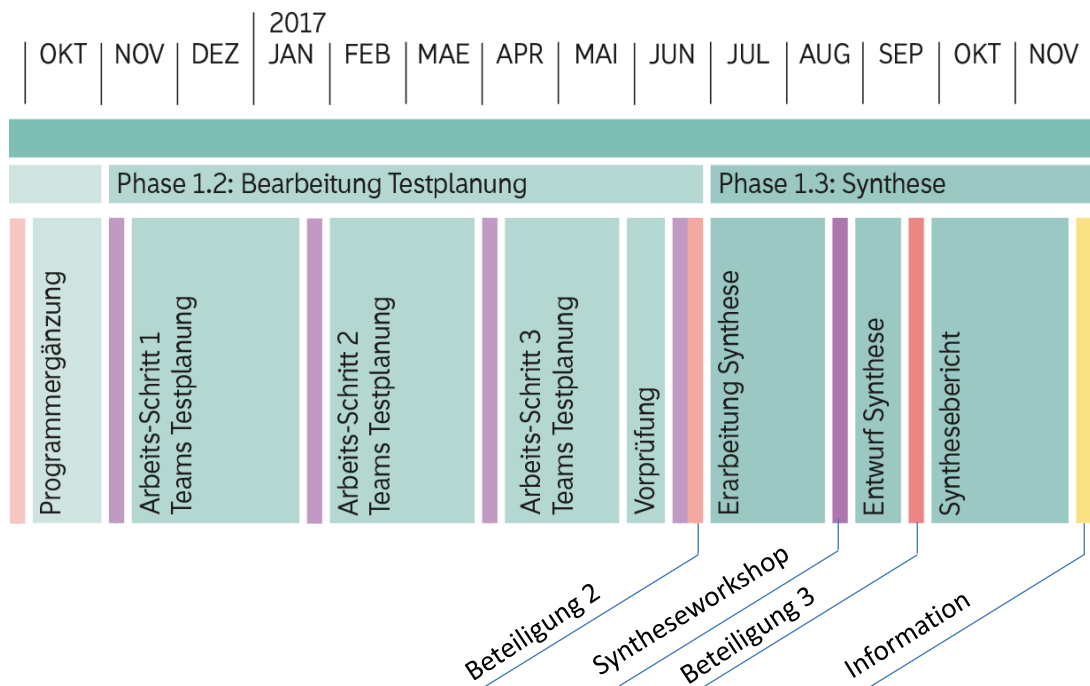 2017
OKT NOV DEZ JAN FEB MAE APR MAI JUN JUL AUG SEP OKT NOV
Phase 1.2: Bearbeitung Testplanung
Phase 1.3: Synthese
Programmergänzung
Arbeits-Schritt 1
Teams Testplanung
Arbeits-Schritt 2
Teams Testplanung
Arbeits-Schritt 3
Teams Testplanung
Vorprüfung
Erarbeitung Synthese
Entwurf Synthese
Synthesebericht
Beteiligung 2
Syntheseworkshop
Beteiligung 3
Information